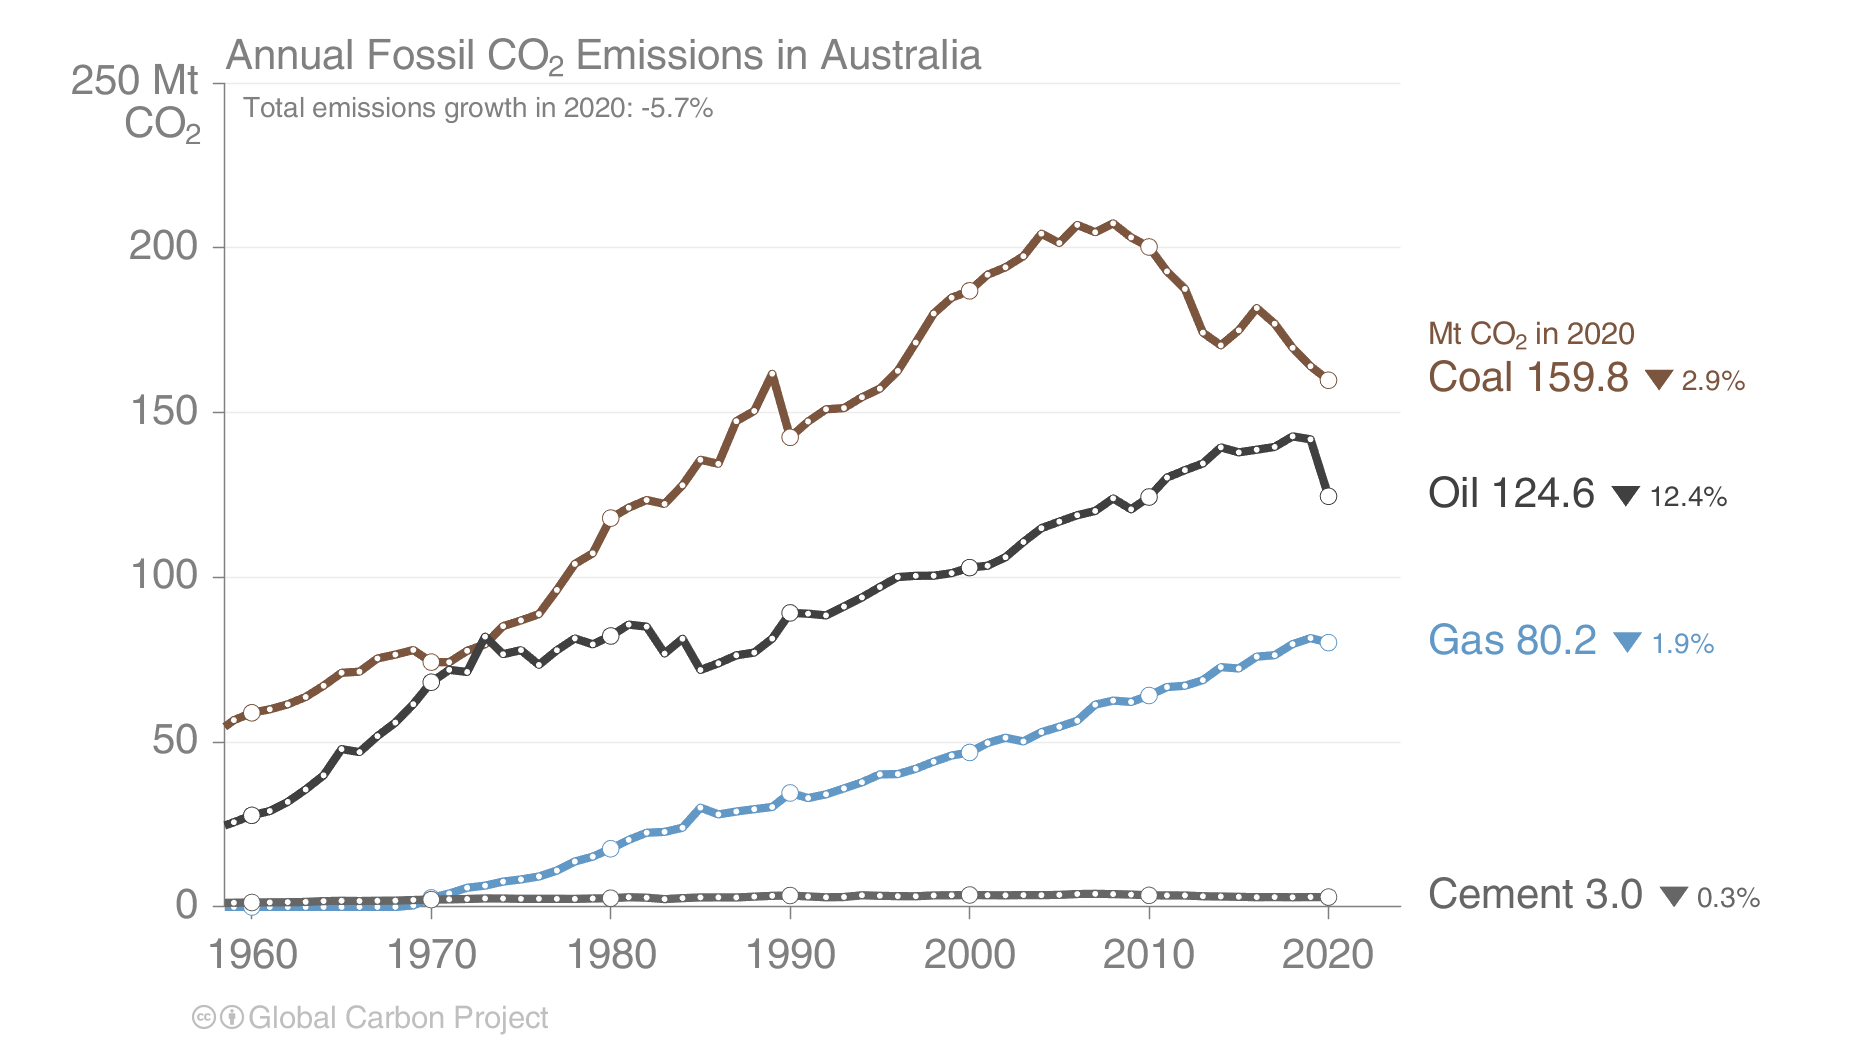 Annual Fossil CO₂ Emissions in Australia
250 Mt
CO₂
Total emissions growth in 2020: -5.7%
200
150
100
50
0
Mt CO₂ in 2020
Coal 159.8 ▼ 2.9%
Oil 124.6 ▼ 12.4%
Gas 80.2 ▼ 1.9%
Cement 3.0 ▼ 0.3%
1960 1970 1980 1990 2000 2010 2020
cc Global Carbon Project